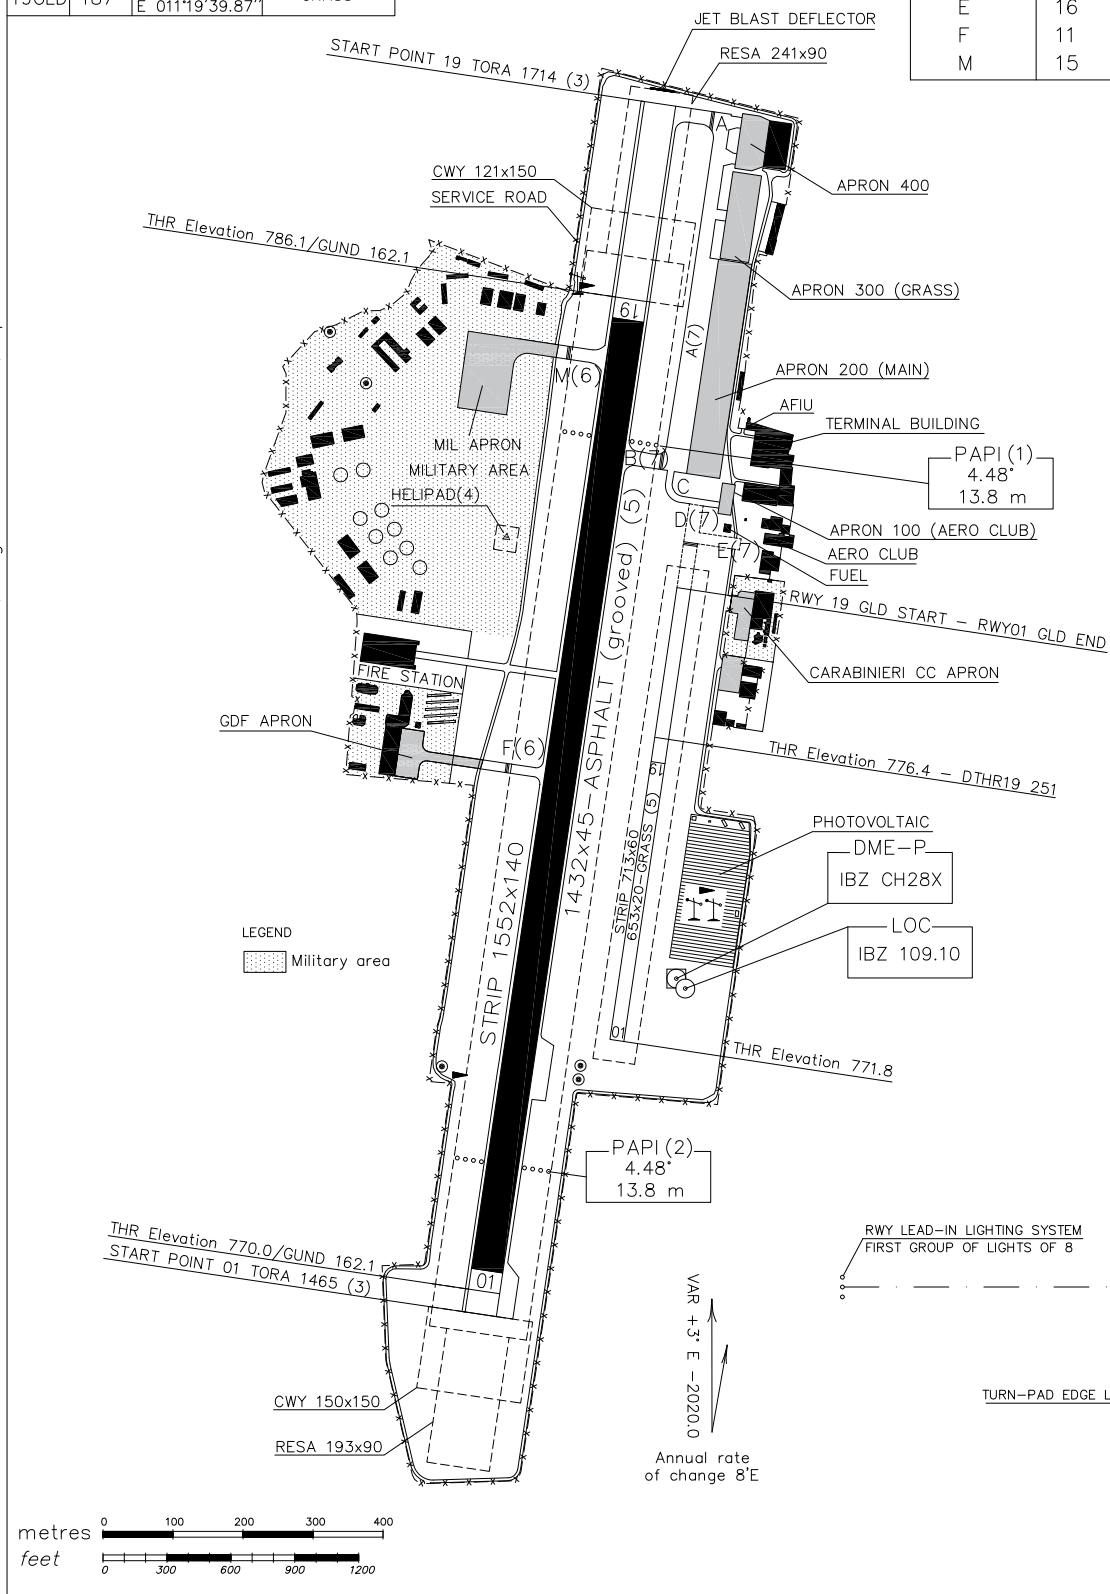 E 011°19'39.87"
E 16
F 11
M 15
JET BLAST DEFLECTOR
START POINT 19 TORA 1714 (3)
RESA 241x90
A
CWY 121x150
SERVICE ROAD
APRON 400
THR Elevation 786.1/GUND 162.1
APRON 300 (GRASS)
19
A(7)
M(6)
APRON 200 (MAIN)
AFIU
TERMINAL BUILDING
MIL APRON
MILITARY AREA
HELIPAD(4)
B(7)
PAPI (1)
4.48°
13.8 m
C
D(7)
APRON 100 (AERO CLUB)
E(7)
AERO CLUB
FUEL
RWY 19 GLD START - RWY01 GLD END
FIRE STATION
CARABINIERI CC APRON
GDF APRON
F(6)
THR Elevation 776.4 - DTHR19 251
19
1432x45-ASPHALT (grooved) (5)
STRIP 1552x140
STRIP 713x60
653x20-GRASS (5)
PHOTOVOLTAIC
DME-P
IBZ CH28X
LOC
IBZ 109.10
LEGEND
Military area
01
THR Elevation 771.8
PAPI (2)
4.48°
13.8 m
THR Elevation 770.0/GUND 162.1
START POINT 01 TORA 1465 (3)
01
RWY LEAD-IN LIGHTING SYSTEM
FIRST GROUP OF LIGHTS OF 8
VAR +3° E -2020.0
Annual rate
of change 8'E
TURN-PAD EDGE L
CWY 150x150
RESA 193x90
metres 0 100 200 300 400
feet 0 300 600 900 1200